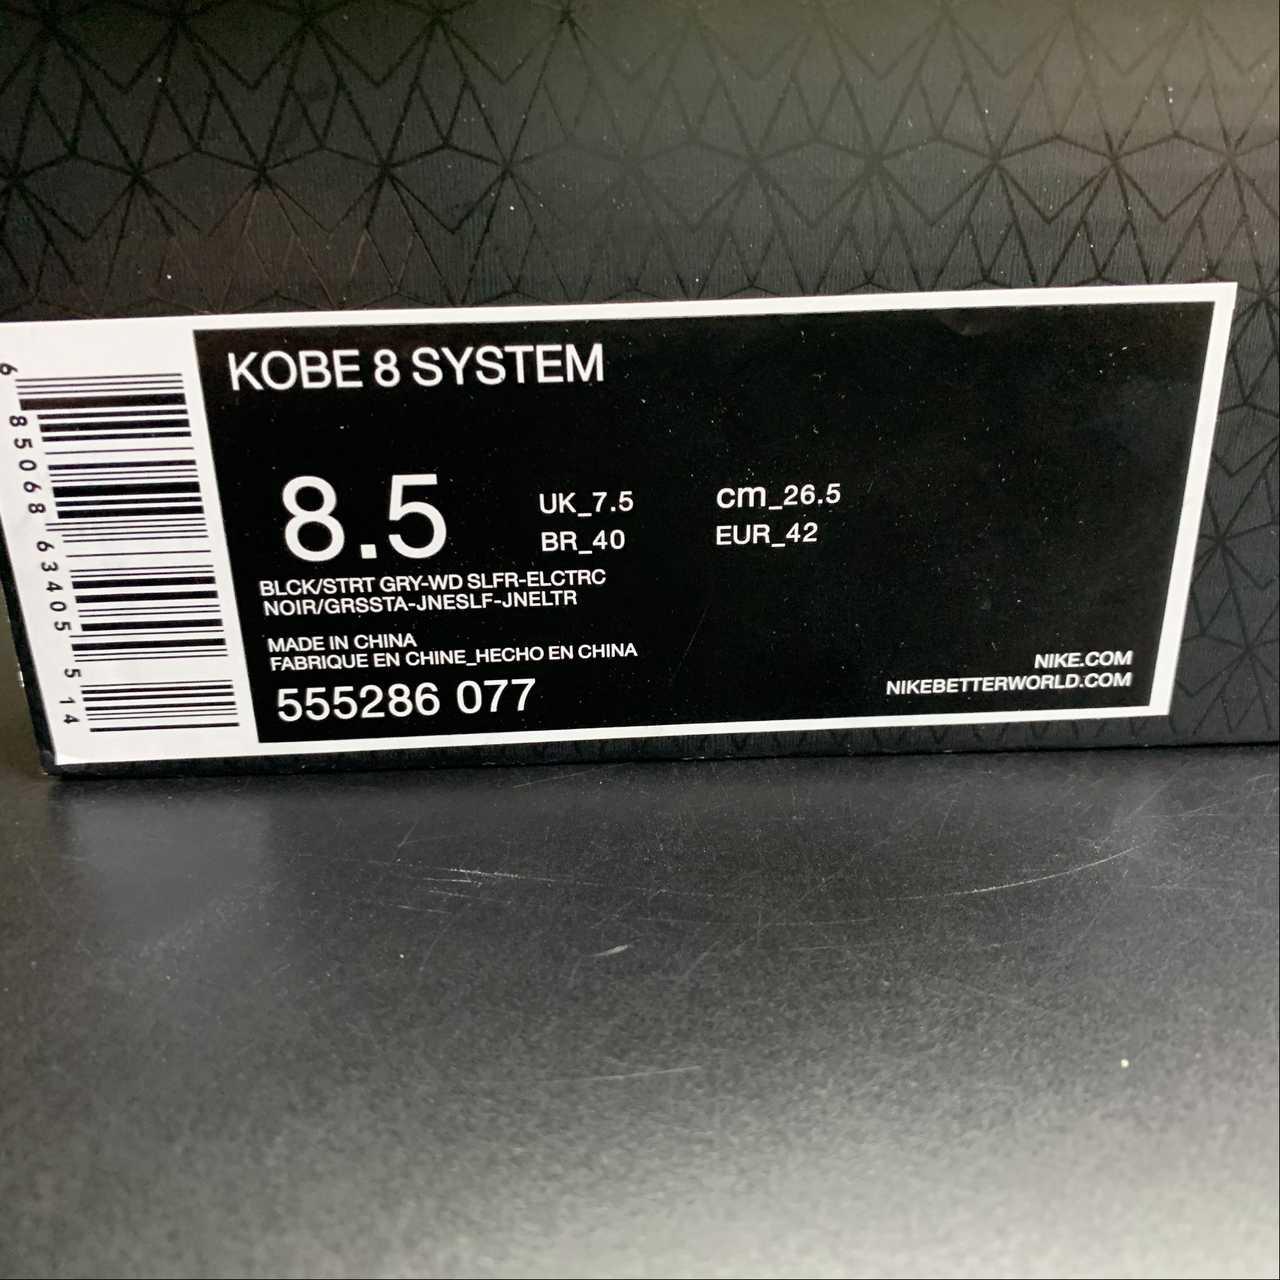 KOBE 8 SYSTEM
8.5
UK_7.5
cm_26.5
BR_40
EUR_42
BLCK/STRT GRY-WD SLFR-ELCTRC
NOIR/GRSSTA-JNESLF-JNELTR
MADE IN CHINA
FABRIQUE EN CHINE_HECHO EN CHINA
555286 077
NIKE.COM
NIKEBETTERWORLD.COM
6 85068 63405 5 14